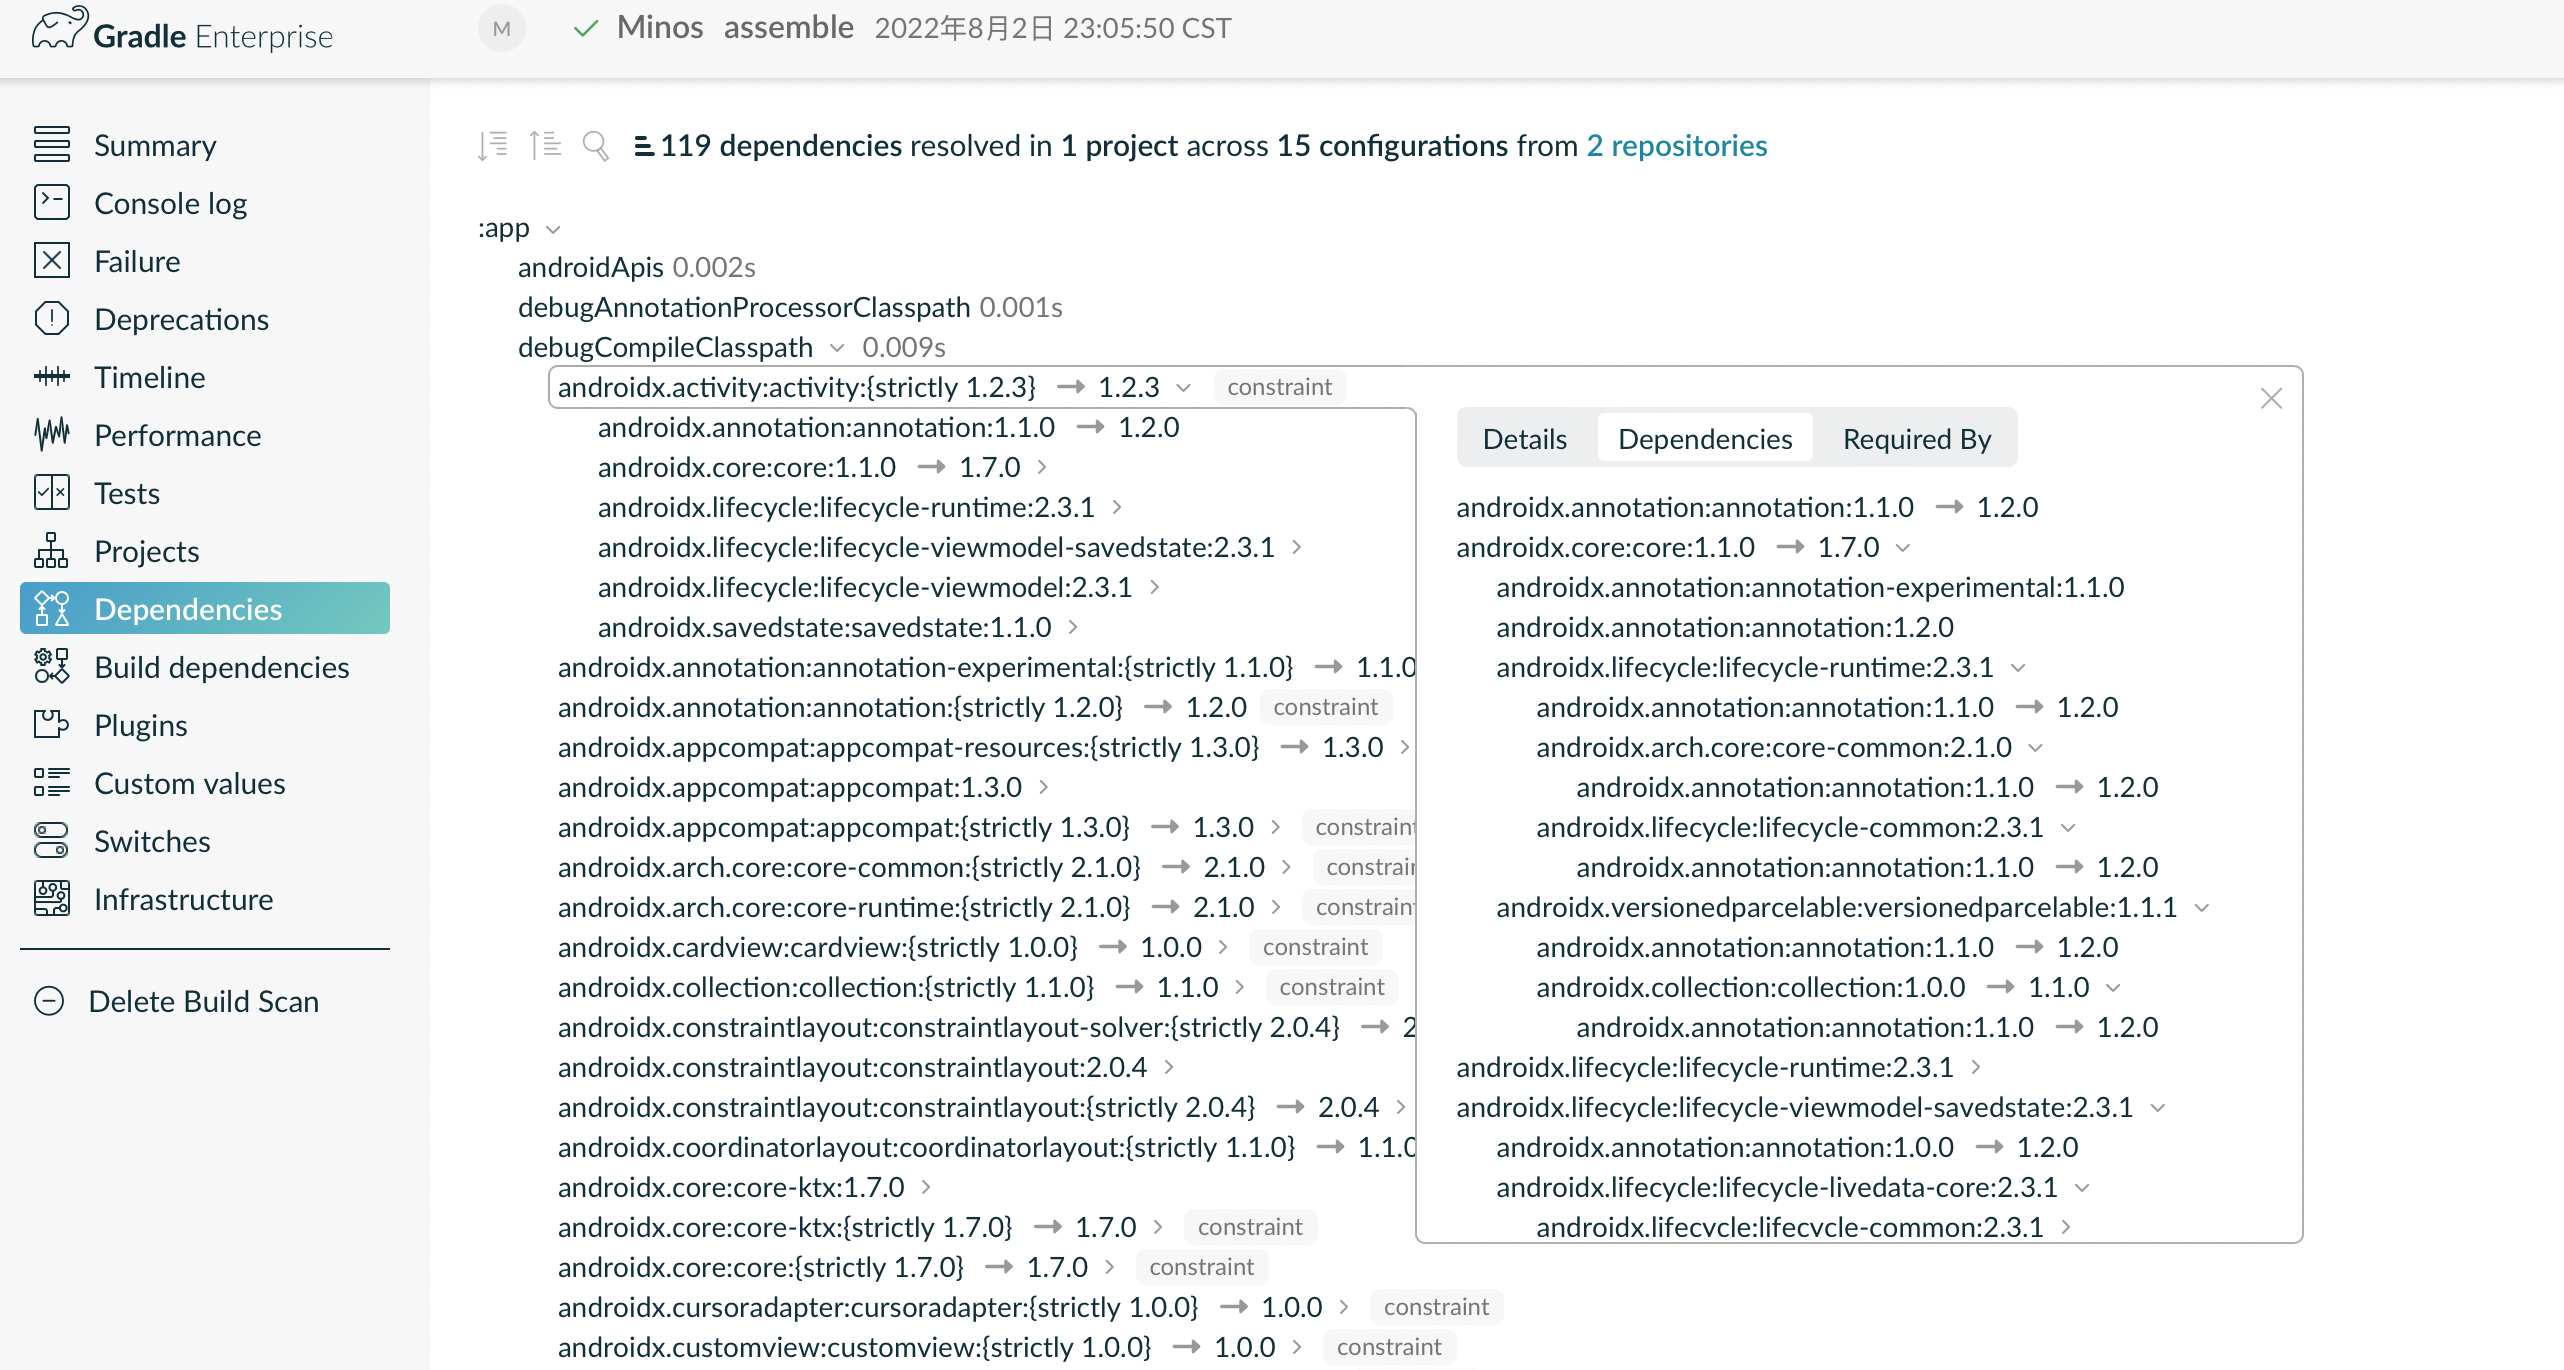 Gradle Enterprise
M Minos assemble 2022年8月2日 23:05:50 CST
Summary
Console log
Failure
Deprecations
Timeline
Performance
Tests
Projects
Dependencies
Build dependencies
Plugins
Custom values
Switches
Infrastructure
Delete Build Scan
119 dependencies resolved in 1 project across 15 configurations from 2 repositories
:app
androidApis 0.002s
debugAnnotationProcessorClasspath 0.001s
debugCompileClasspath 0.009s
androidx.activity:activity:{strictly 1.2.3} → 1.2.3 constraint
androidx.annotation:annotation:1.1.0 → 1.2.0
androidx.core:core:1.1.0 → 1.7.0
androidx.lifecycle:lifecycle-runtime:2.3.1
androidx.lifecycle:lifecycle-viewmodel-savedstate:2.3.1
androidx.lifecycle:lifecycle-viewmodel:2.3.1
androidx.savedstate:savedstate:1.1.0
androidx.annotation:annotation-experimental:{strictly 1.1.0} → 1.1.0
androidx.annotation:annotation:{strictly 1.2.0} → 1.2.0 constraint
androidx.appcompat:appcompat-resources:{strictly 1.3.0} → 1.3.0
androidx.appcompat:appcompat:1.3.0
androidx.appcompat:appcompat:{strictly 1.3.0} → 1.3.0 constraint
androidx.arch.core:core-common:{strictly 2.1.0} → 2.1.0 constrai
androidx.arch.core:core-runtime:{strictly 2.1.0} → 2.1.0 constraint
androidx.cardview:cardview:{strictly 1.0.0} → 1.0.0 constraint
androidx.collection:collection:{strictly 1.1.0} → 1.1.0 constraint
androidx.constraintlayout:constraintlayout-solver:{strictly 2.0.4} → 2
androidx.constraintlayout:constraintlayout:2.0.4
androidx.constraintlayout:constraintlayout:{strictly 2.0.4} → 2.0.4
androidx.coordinatorlayout:coordinatorlayout:{strictly 1.1.0} → 1.1.0
androidx.core:core-ktx:1.7.0
androidx.core:core-ktx:{strictly 1.7.0} → 1.7.0 constraint
androidx.core:core:{strictly 1.7.0} → 1.7.0 constraint
androidx.cursoradapter:cursoradapter:{strictly 1.0.0} → 1.0.0 constraint
androidx.customview:customview:{strictly 1.0.0} → 1.0.0 constraint
Details Dependencies Required By
androidx.annotation:annotation:1.1.0 → 1.2.0
androidx.core:core:1.1.0 → 1.7.0
androidx.annotation:annotation-experimental:1.1.0
androidx.annotation:annotation:1.2.0
androidx.lifecycle:lifecycle-runtime:2.3.1
androidx.annotation:annotation:1.1.0 → 1.2.0
androidx.arch.core:core-common:2.1.0
androidx.annotation:annotation:1.1.0 → 1.2.0
androidx.lifecycle:lifecycle-common:2.3.1
androidx.annotation:annotation:1.1.0 → 1.2.0
androidx.versionedparcelable:versionedparcelable:1.1.1
androidx.annotation:annotation:1.1.0 → 1.2.0
androidx.collection:collection:1.0.0 → 1.1.0
androidx.annotation:annotation:1.1.0 → 1.2.0
androidx.lifecycle:lifecycle-runtime:2.3.1
androidx.lifecycle:lifecycle-viewmodel-savedstate:2.3.1
androidx.annotation:annotation:1.0.0 → 1.2.0
androidx.lifecycle:lifecycle-livedata-core:2.3.1
androidx.lifecycle:lifecycle-common:2.3.1